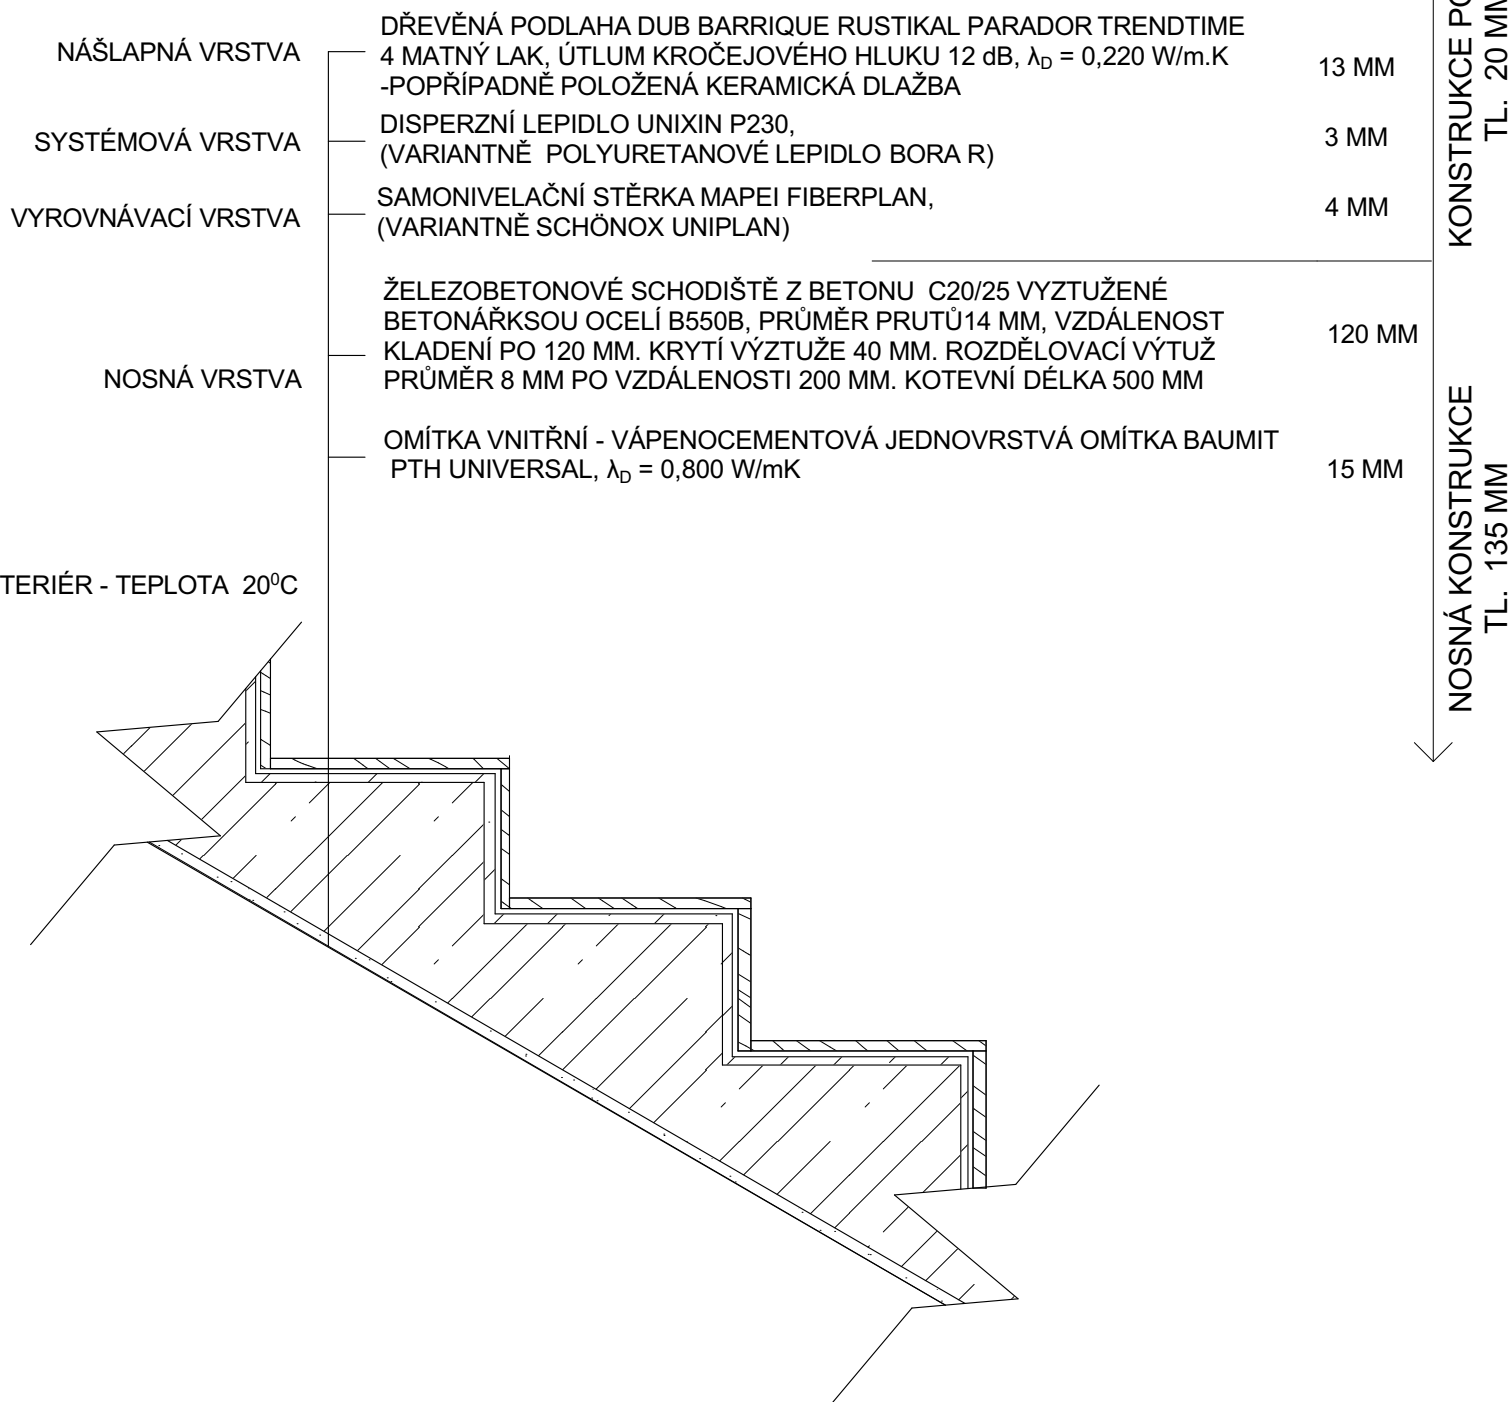 NÁŠLAPNÁ VRSTVA
DŘEVĚNÁ PODLAHA DUB BARRIQUE RUSTIKAL PARADOR TRENDTIME
4 MATNÝ LAK, ÚTLUM KROČEJOVÉHO HLUKU 12 dB, λD = 0,220 W/m.K
-POPŘÍPADNĚ POLOŽENÁ KERAMICKÁ DLAŽBA
13 MM
SYSTÉMOVÁ VRSTVA
DISPERZNÍ LEPIDLO UNIXIN P230,
(VARIANTNĚ POLYURETANOVÉ LEPIDLO BORA R)
3 MM
VYROVNÁVACÍ VRSTVA
SAMONIVELAČNÍ STĚRKA MAPEI FIBERPLAN,
(VARIANTNĚ SCHÖNOX UNIPLAN)
4 MM
KONSTRUKCE PO
TL. 20 MM
NOSNÁ VRSTVA
ŽELEZOBETONOVÉ SCHODIŠTĚ Z BETONU C20/25 VYZTUŽENÉ
BETONÁŘKSOU OCELÍ B550B, PRŮMĚR PRUTŮ14 MM, VZDÁLENOST
KLADENÍ PO 120 MM. KRYTÍ VÝZTUŽE 40 MM. ROZDĚLOVACÍ VÝTUŽ
PRŮMĚR 8 MM PO VZDÁLENOSTI 200 MM. KOTEVNÍ DÉLKA 500 MM
120 MM
OMÍTKA VNITŘNÍ - VÁPENOCEMENTOVÁ JEDNOVRSTVÁ OMÍTKA BAUMIT
PTH UNIVERSAL, λD = 0,800 W/mK
15 MM
NOSNÁ KONSTRUKCE
TL. 135 MM
TERIÉR - TEPLOTA 20⁰C